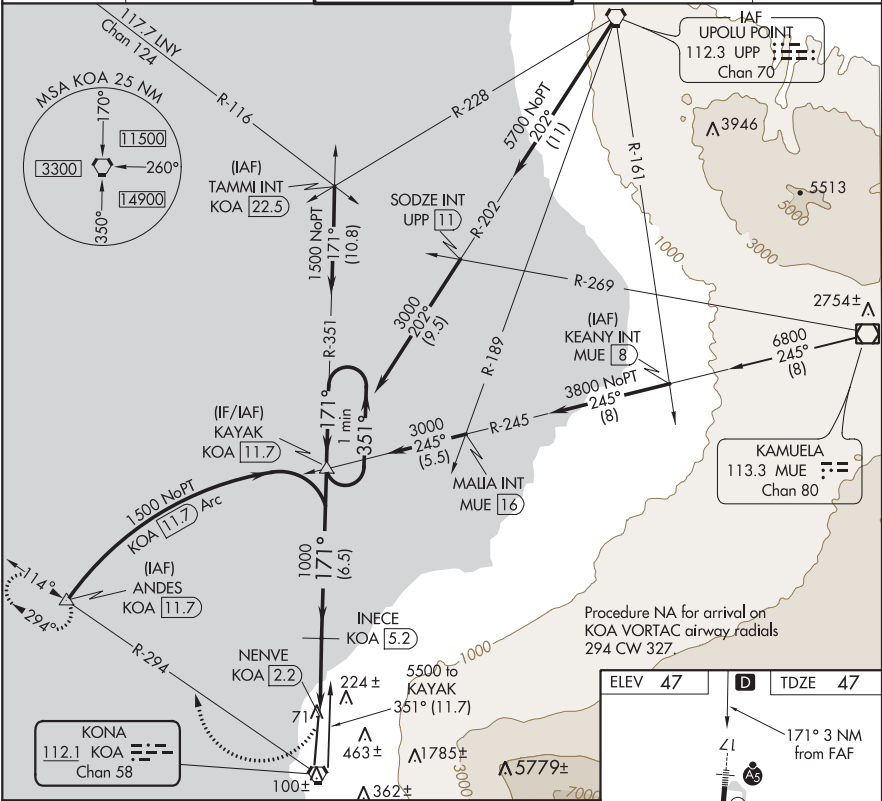 117.7 LNY
Chan 124
R-116
MSA KOA 25 NM
170°
11500
3300
260°
14900
350°
(IAF)
TAMMI INT
KOA 22.5
1500 NoPT
171°
(10.8)
R-351
R-228
IAF
UPOLU POINT
112.3 UPP
Chan 70
5700 NoPT
202°
(11)
R-202
R-161
3946
5513
5000
1000
3000
SODZE INT
UPP 11
3000
202°
(9.5)
R-269
R-189
2754±
(IAF)
KEANY INT
MUE 8
6800
245°
(8)
3800 NoPT
245°
(8)
R-245
3000
245°
(5.5)
MALIA INT
MUE 16
KAMUELA
113.3 MUE
Chan 80
171°
1 min
351°
(IF/IAF)
KAYAK
KOA 11.7
1500 NoPT
KOA 11.7 Arc
(IAF)
ANDES
KOA 11.7
114°
294°
R-294
1000
171°
(6.5)
INECE
KOA 5.2
NENVE
KOA 2.2
5500 to
KAYAK
351° (11.7)
224±
71
463±
1785±
5779±
362±
100±
1000
3000
7000
KONA
112.1 KOA
Chan 58
Procedure NA for arrival on
KOA VORTAC airway radials
294 CW 327.
ELEV 47
D
TDZE 47
171° 3 NM
from FAF
17
A5